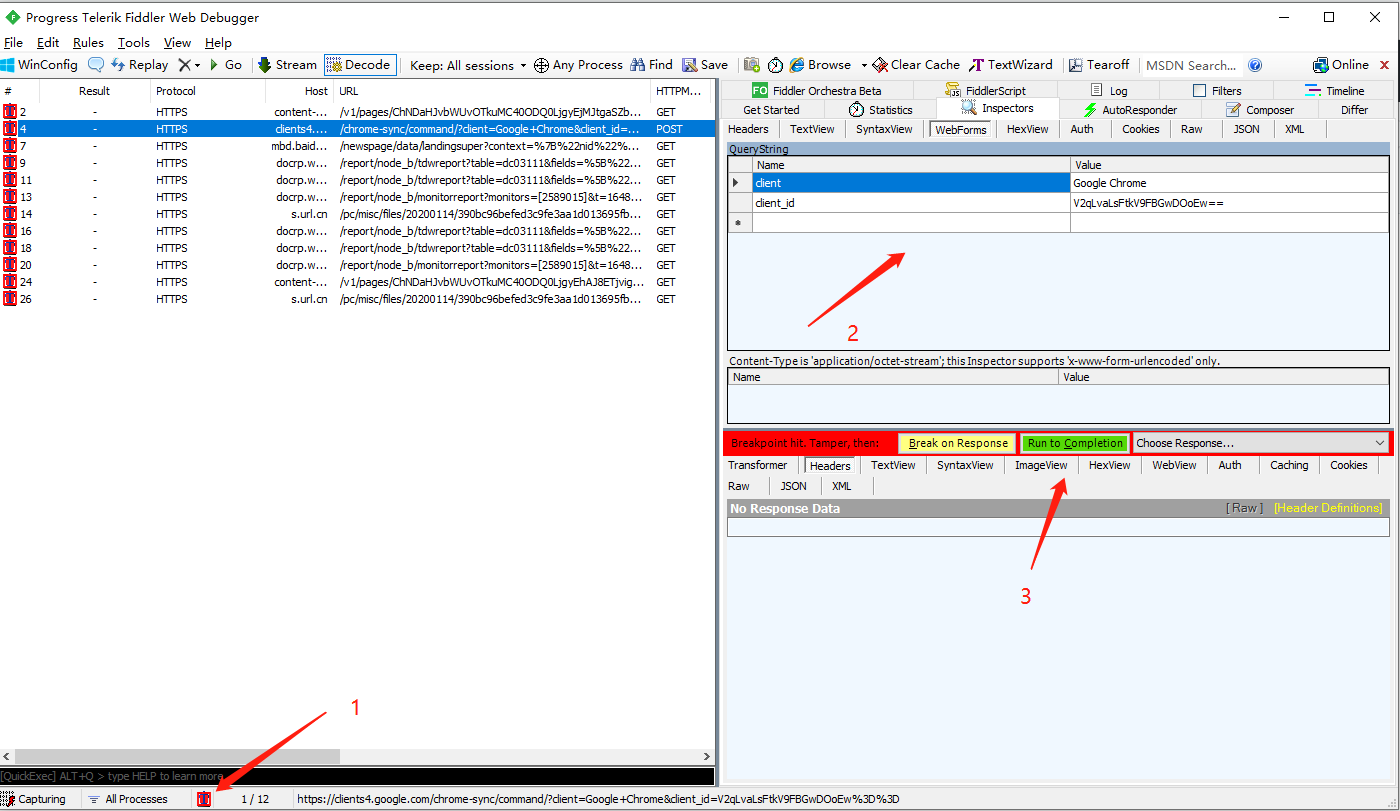 Progress Telerik Fiddler Web Debugger
File Edit Rules Tools View Help
WinConfig Replay Go Stream Decode Keep: All sessions Any Process Find Save Browse Clear Cache TextWizard Tearoff MSDN Search... Online
# Result Protocol Host URL HTTPM...
2 - HTTPS content-... /v1/pages/ChNDaHJvbWUvOTkuMC40ODQ0LjgyEjMJtgaSZb... GET
4 - HTTPS clients4.... /chrome-sync/command/?client=Google+Chrome&client_id=... POST
7 - HTTPS mbd.baid... /newspage/data/landingsuper?context=%7B%22nid%22%... GET
9 - HTTPS docrp.w... /report/node_b/tdwreport?table=dc03111&fields=%5B%22... GET
11 - HTTPS docrp.w... /report/node_b/tdwreport?table=dc03111&fields=%5B%22... GET
13 - HTTPS docrp.w... /report/node_b/monitorreport?monitors=[2589015]&t=1648... GET
14 - HTTPS s.url.cn /pc/misc/files/20200114/390bc96befed3c9fe3aa1d013695fb... GET
16 - HTTPS docrp.w... /report/node_b/tdwreport?table=dc03111&fields=%5B%22... GET
18 - HTTPS docrp.w... /report/node_b/tdwreport?table=dc03111&fields=%5B%22... GET
20 - HTTPS docrp.w... /report/node_b/monitorreport?monitors=[2589015]&t=1648... GET
24 - HTTPS content-... /v1/pages/ChNDaHJvbWUvOTkuMC40ODQ0LjgyEhAJ8ETjvig... GET
26 - HTTPS s.url.cn /pc/misc/files/20200114/390bc96befed3c9fe3aa1d013695fb... GET
FO Fiddler Orchestra Beta FiddlerScript Log Filters Timeline
Get Started Statistics Inspectors AutoResponder Composer Differ
Headers TextView SyntaxView WebForms HexView Auth Cookies Raw JSON XML
QueryString
Name Value
client Google Chrome
client_id V2qLvaLsFtkV9FBGwDOoEw==
2
Content-Type is 'application/octet-stream'; this Inspector supports 'x-www-form-urlencoded' only.
Name Value
Breakpoint hit. Tamper, then: Break on Response Run to Completion Choose Response...
Transformer Headers TextView SyntaxView ImageView HexView WebView Auth Caching Cookies
Raw JSON XML
No Response Data [ Raw ] [Header Definitions]
3
1
[QuickExec] ALT+Q > type HELP to learn more
Capturing All Processes 1 / 12 https://clients4.google.com/chrome-sync/command/?client=Google+Chrome&client_id=V2qLvaLsFtkV9FBGwDOoEw%3D%3D